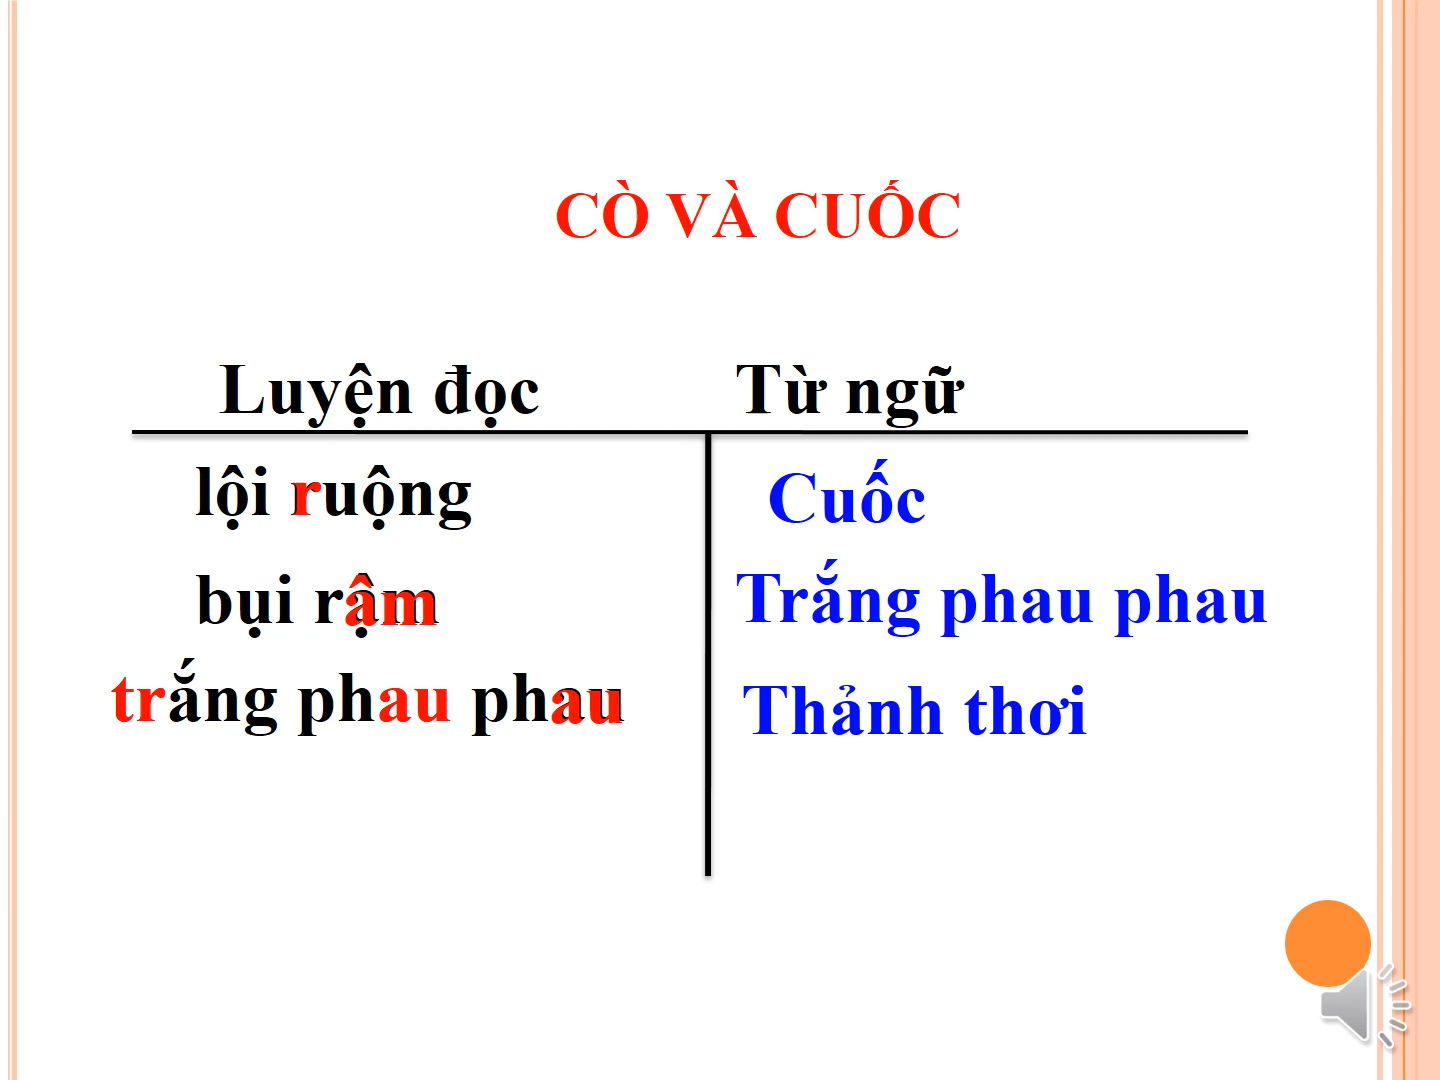 CÒ VÀ CUỐC
Luyện đọc
Từ ngữ
lội ruộng
bụi rậm
trắng phau phau
Cuốc
Trắng phau phau
Thảnh thơi